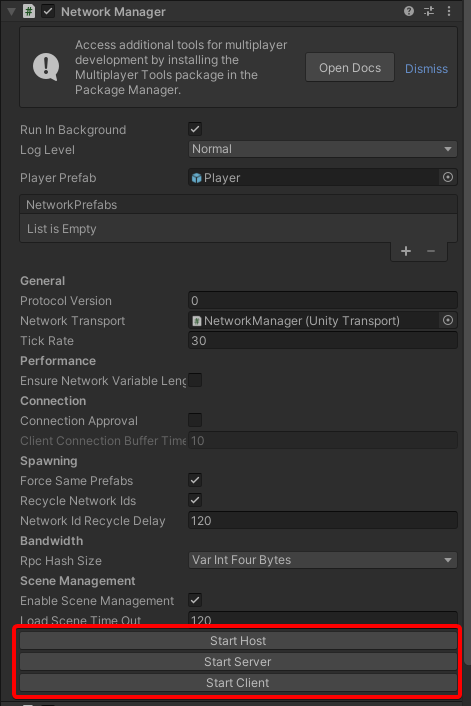 Network Manager
Access additional tools for multiplayer
development by installing the
Multiplayer Tools package in the
Package Manager.
Open Docs
Dismiss
Run In Background
Log Level Normal
Player Prefab Player
NetworkPrefabs
List is Empty
General
Protocol Version 0
Network Transport NetworkManager (Unity Transport)
Tick Rate 30
Performance
Ensure Network Variable Leng
Connection
Connection Approval
Client Connection Buffer Time 10
Spawning
Force Same Prefabs
Recycle Network Ids
Network Id Recycle Delay 120
Bandwidth
Rpc Hash Size Var Int Four Bytes
Scene Management
Enable Scene Management
Load Scene Time Out 120
Start Host
Start Server
Start Client